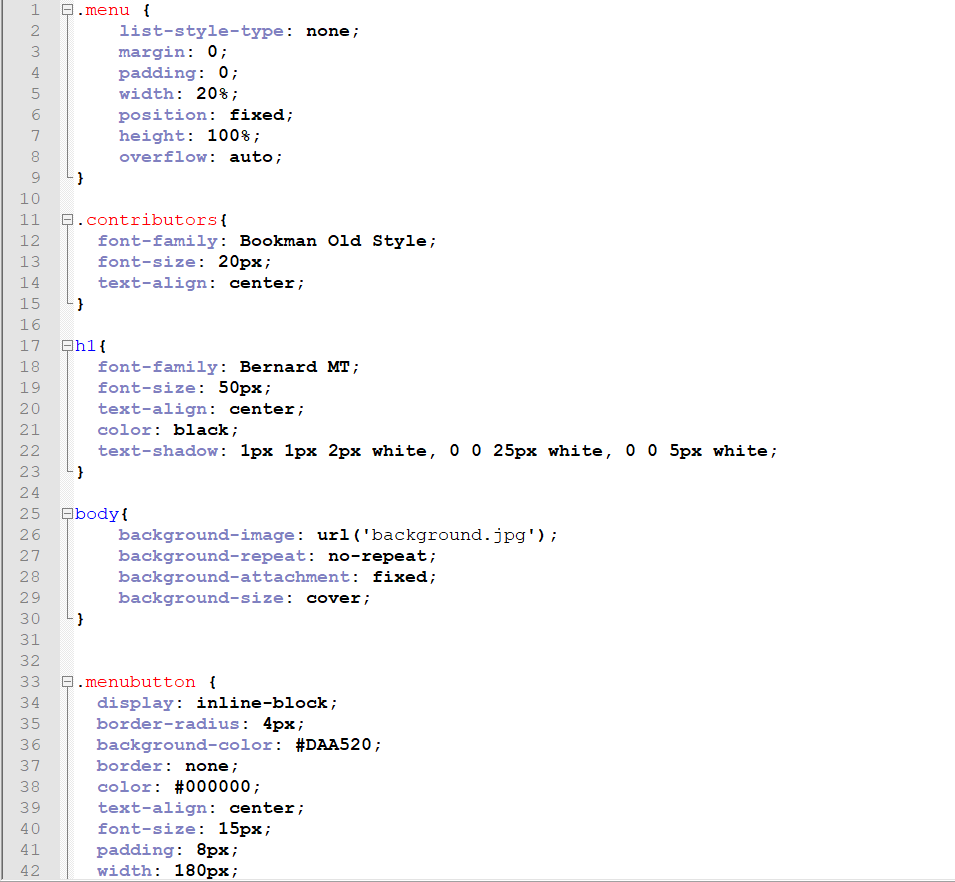 1 .menu {
2     list-style-type: none;
3     margin: 0;
4     padding: 0;
5     width: 20%;
6     position: fixed;
7     height: 100%;
8     overflow: auto;
9 }
10
11 .contributors{
12   font-family: Bookman Old Style;
13   font-size: 20px;
14   text-align: center;
15 }
16
17 h1{
18   font-family: Bernard MT;
19   font-size: 50px;
20   text-align: center;
21   color: black;
22   text-shadow: 1px 1px 2px white, 0 0 25px white, 0 0 5px white;
23 }
24
25 body{
26     background-image: url('background.jpg');
27     background-repeat: no-repeat;
28     background-attachment: fixed;
29     background-size: cover;
30 }
31
32
33 .menubutton {
34   display: inline-block;
35   border-radius: 4px;
36   background-color: #DAA520;
37   border: none;
38   color: #000000;
39   text-align: center;
40   font-size: 15px;
41   padding: 8px;
42   width: 180px;